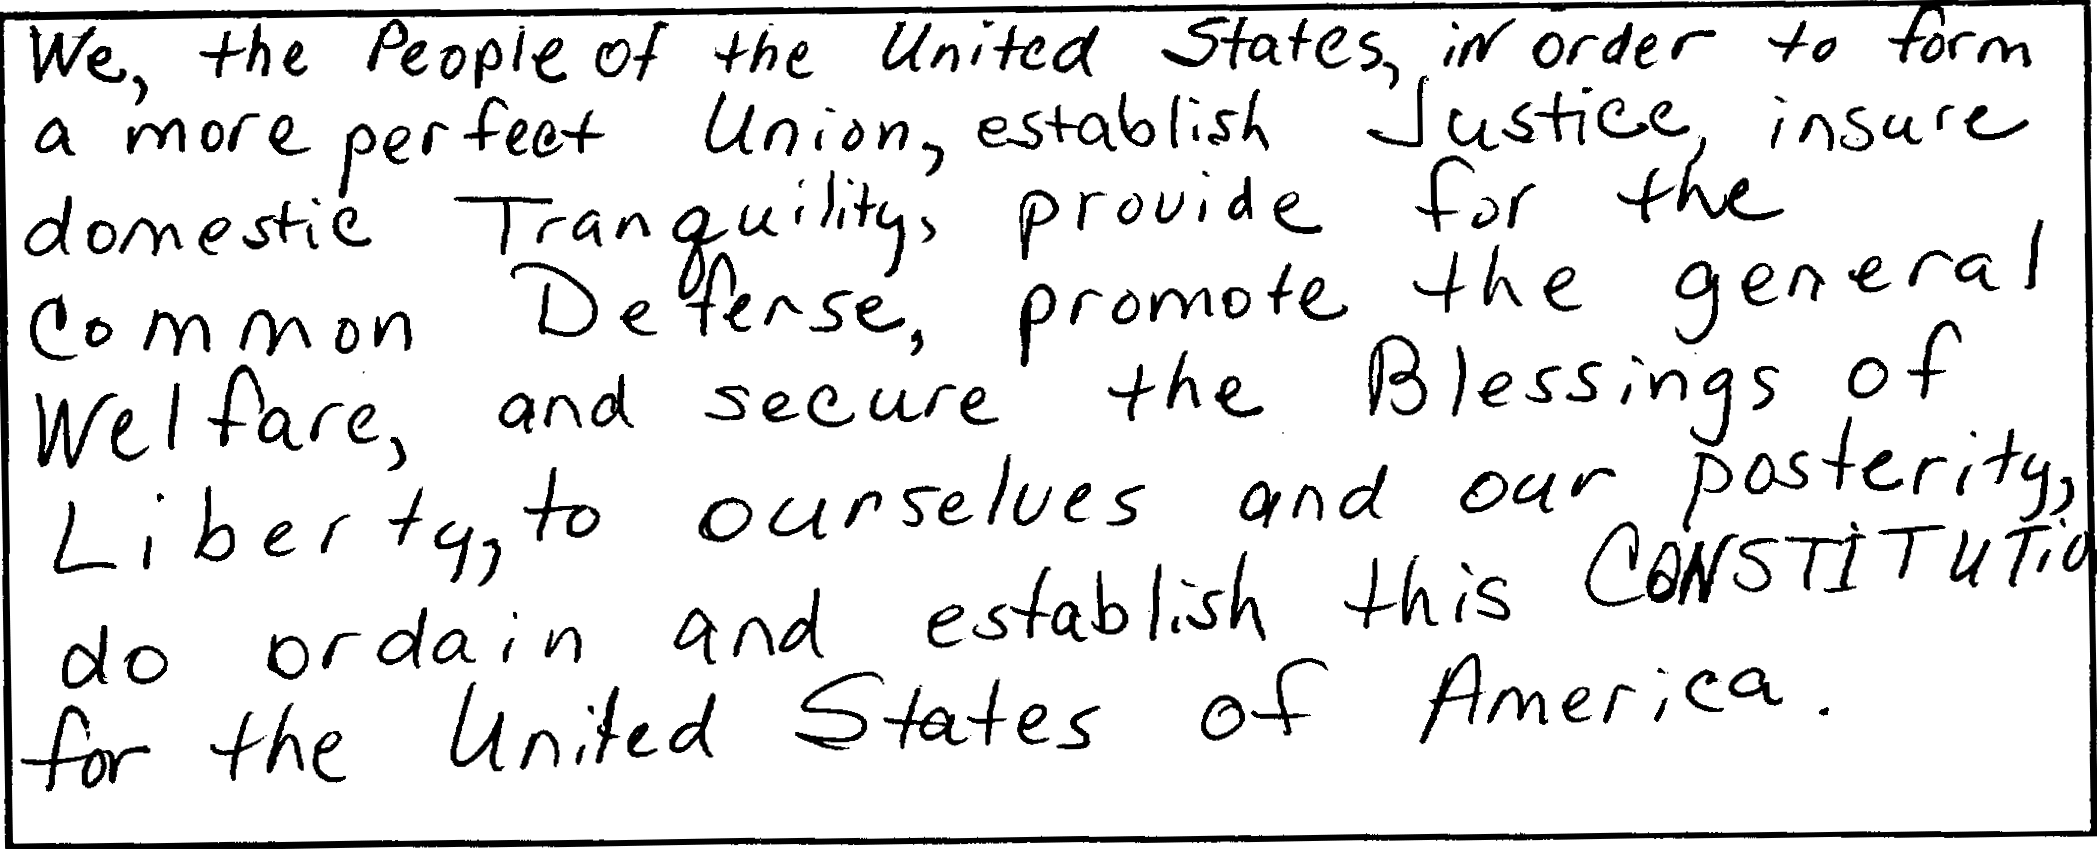 We, the People of the United States, in order to form
a more perfect Union, establish Justice, insure
domestic Tranquility, provide for the
Common Defense, promote the general
Welfare, and secure the Blessings of
Liberty, to ourselves and our posterity,
do ordain and establish this CONSTITUTIO
for the United States of America.